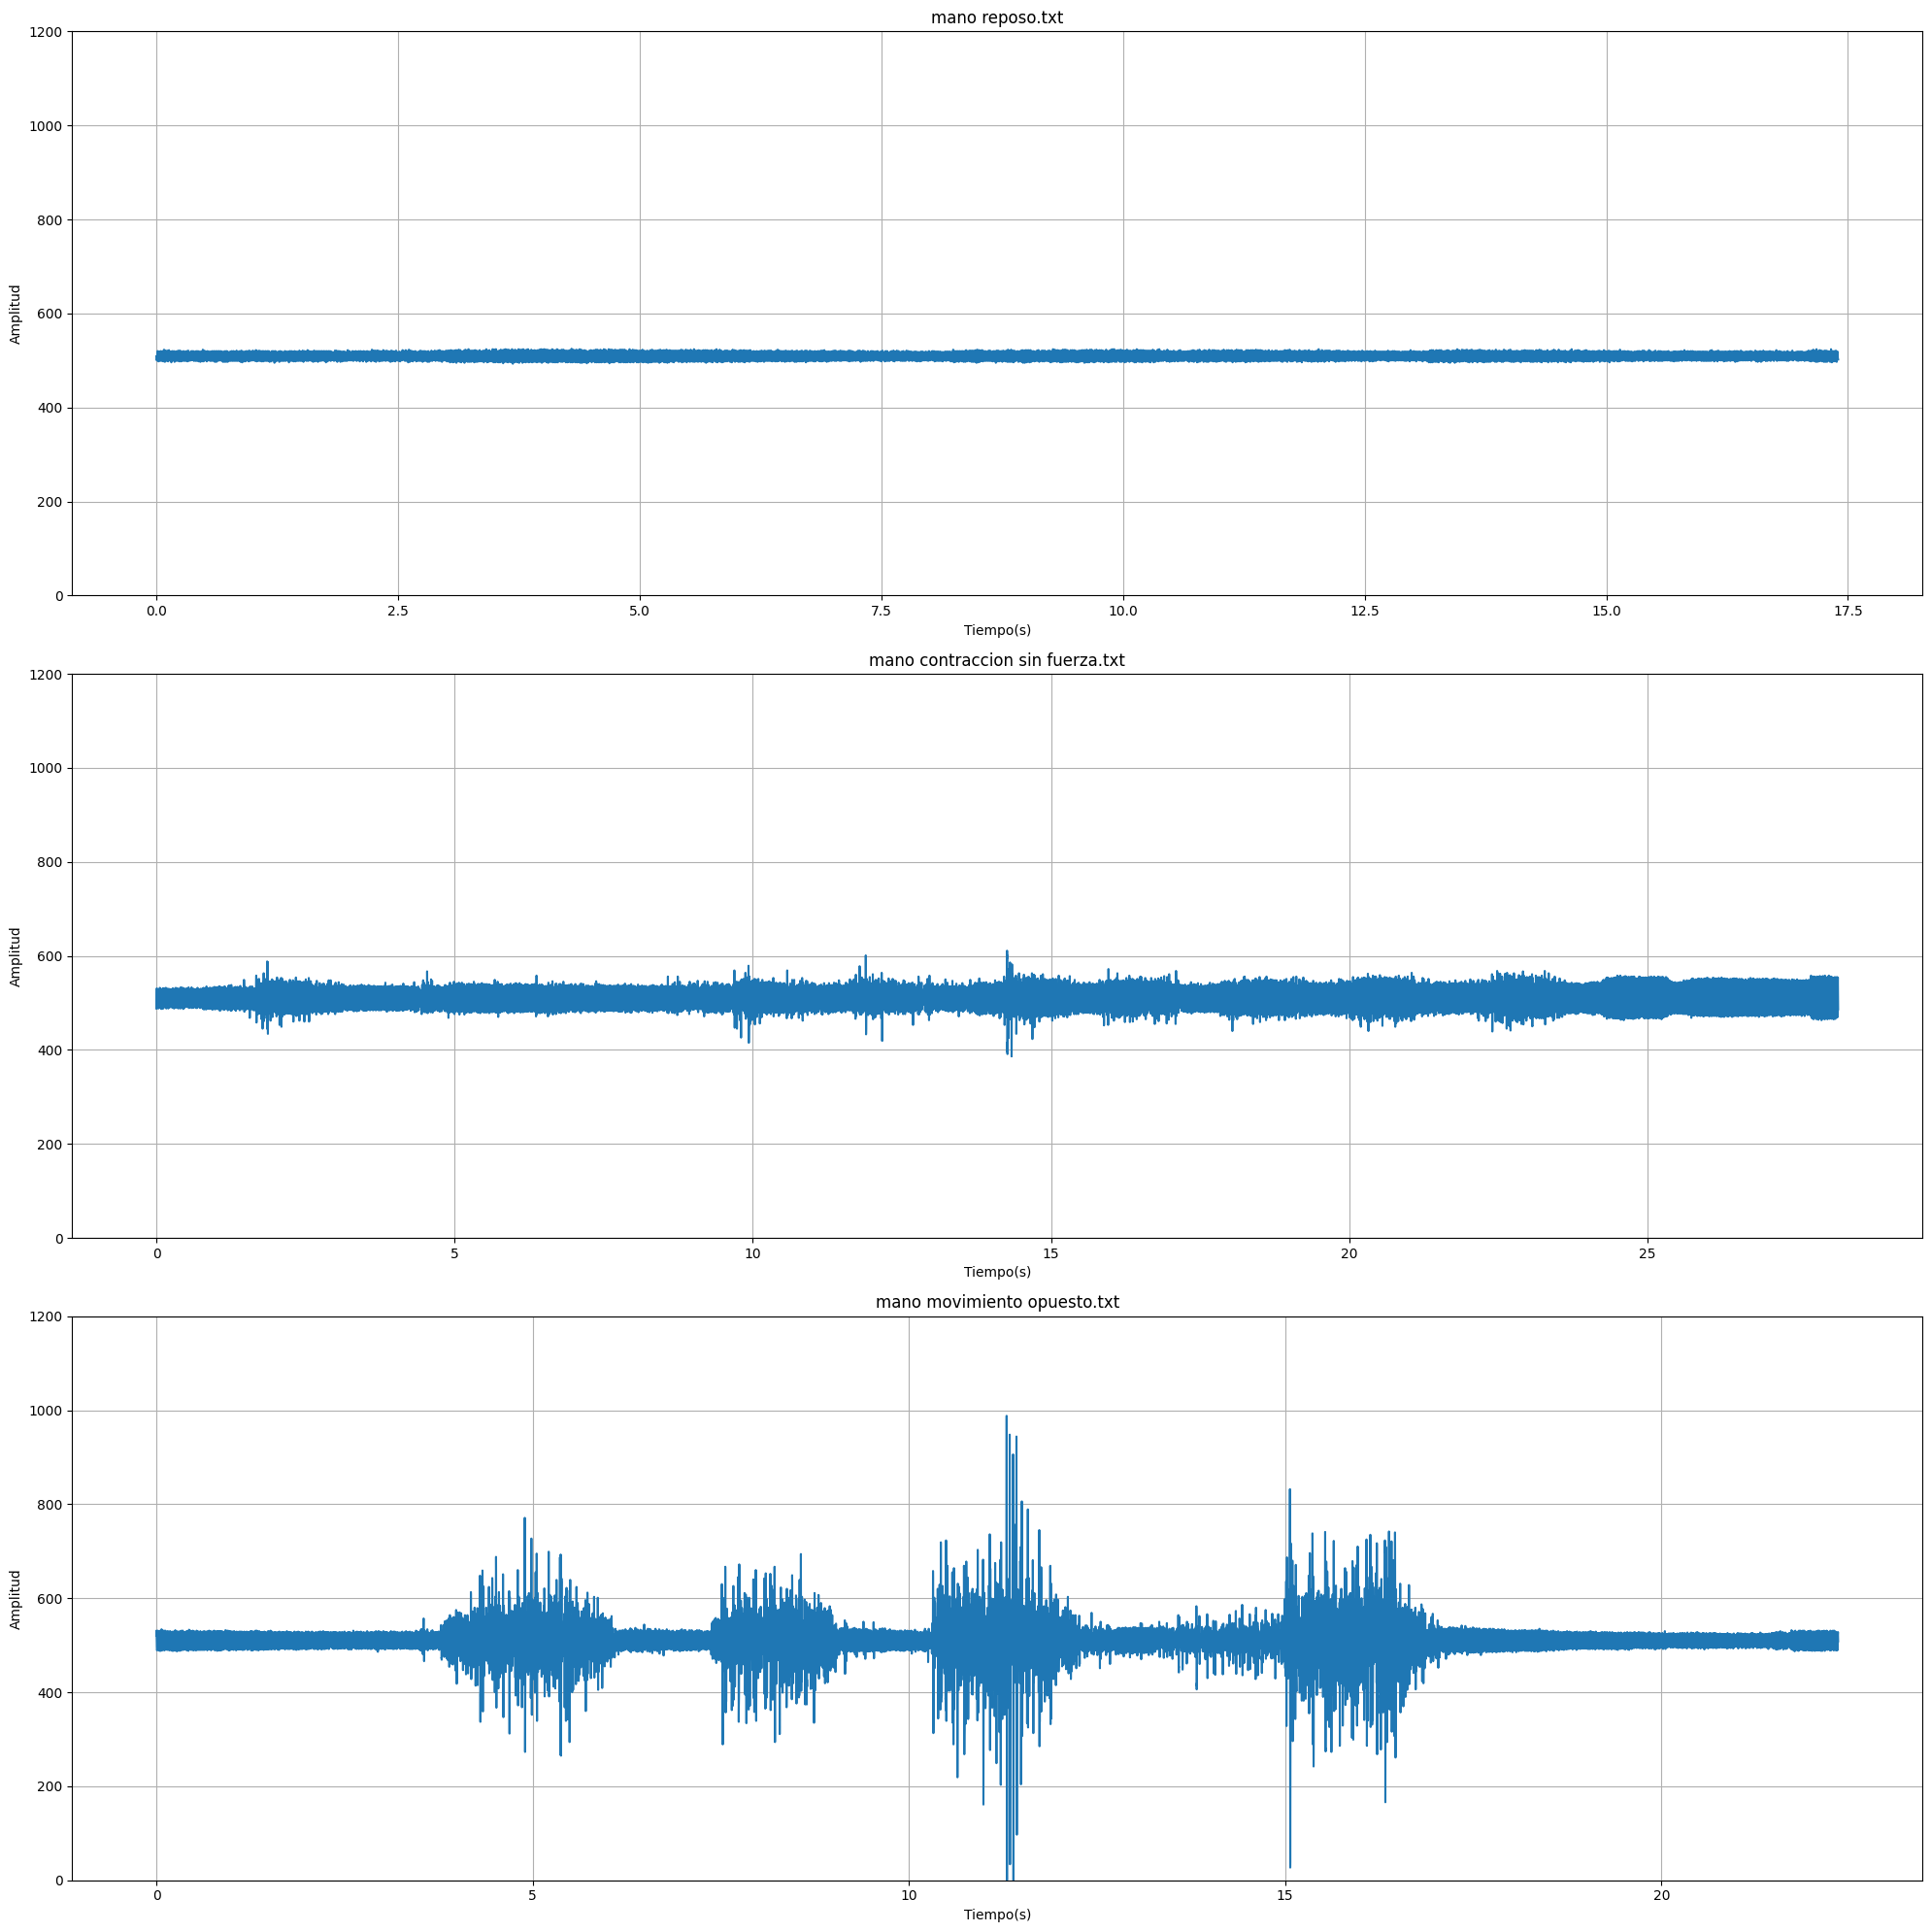 mano reposo.txt
1200
1000
800
600
400
200
0
Amplitud
0.0 2.5 5.0 7.5 10.0 12.5 15.0 17.5
Tiempo(s)
mano contraccion sin fuerza.txt
1200
1000
800
600
400
200
0
Amplitud
0 5 10 15 20 25
Tiempo(s)
mano movimiento opuesto.txt
1200
1000
800
600
400
200
0
Amplitud
0 5 10 15 20
Tiempo(s)